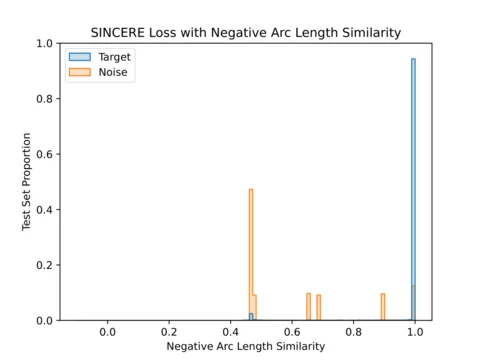 SINCERE Loss with Negative Arc Length Similarity
Target
Noise
1.0
0.8
0.6
0.4
0.2
0.0
Test Set Proportion
0.0 0.2 0.4 0.6 0.8 1.0
Negative Arc Length Similarity